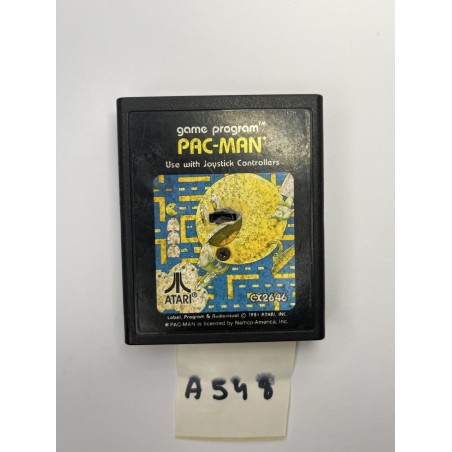 game program™
PAC-MAN*
Use with Joystick Controllers
ATARI®
CX2646
Label, Program & Audiovisual © 1981 ATARI, INC.
* PAC-MAN is licensed by Namco-America, Inc.
A548